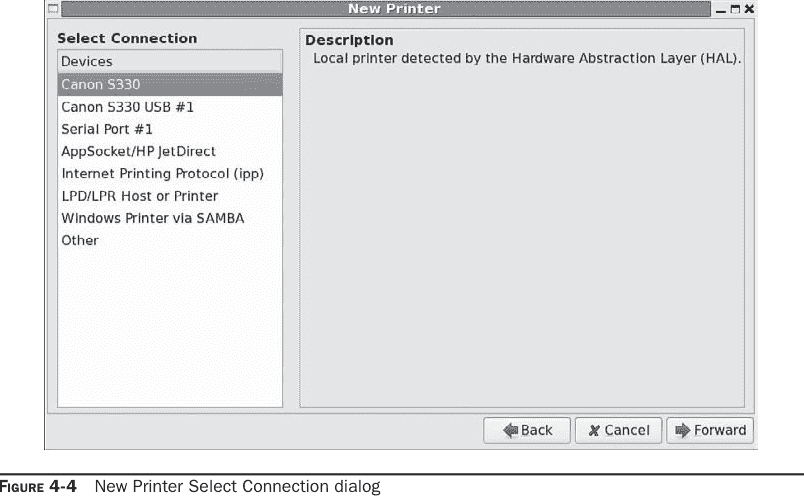 New Printer
Select Connection
Devices
Canon S330
Canon S330 USB #1
Serial Port #1
AppSocket/HP JetDirect
Internet Printing Protocol (ipp)
LPD/LPR Host or Printer
Windows Printer via SAMBA
Other
Description
Local printer detected by the Hardware Abstraction Layer (HAL).
Back
Cancel
Forward
FIGURE 4-4 New Printer Select Connection dialog